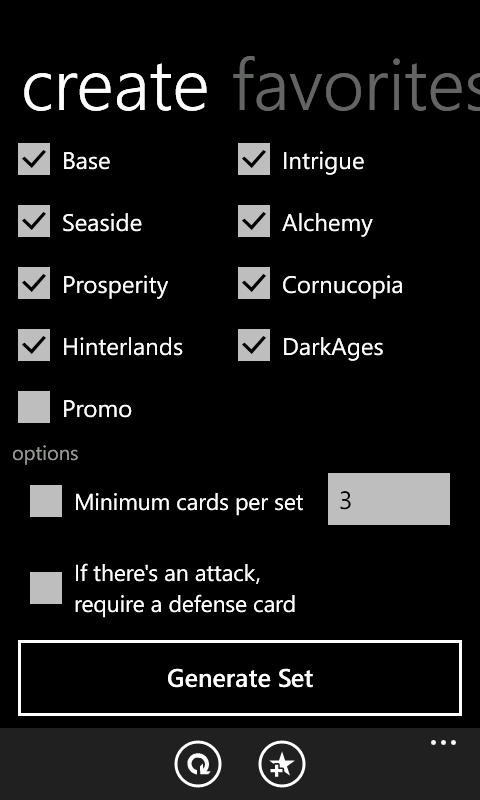 create favorites
Base Intrigue
Seaside Alchemy
Prosperity Cornucopia
Hinterlands DarkAges
Promo
options
Minimum cards per set 3
If there's an attack,
require a defense card
Generate Set